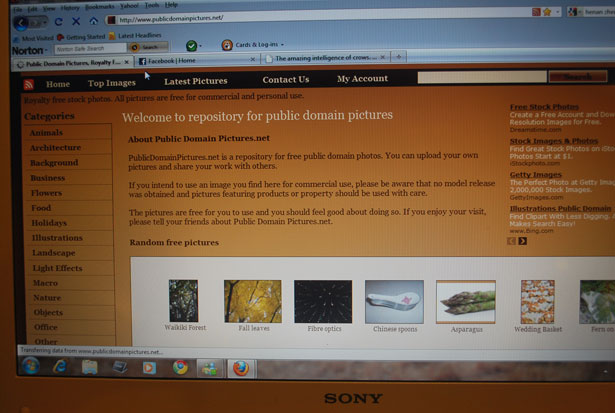 View History Bookmarks Yahoo! Tools Help
http://www.publicdomainpictures.net/
Most Visited Getting Started Latest Headlines
Norton Norton Safe Search Search Cards & Log-ins
Public Domain Pictures, Royalty F... Facebook | Home The amazing intelligence of crows...
Home Top Images Latest Pictures Contact Us My Account Search
Royalty free stock photos. All pictures are free for commercial and personal use.
Categories
Animals
Architecture
Background
Business
Flowers
Food
Holidays
Illustrations
Landscape
Light Effects
Macro
Nature
Objects
Office
Other
Welcome to repository for public domain pictures
About Public Domain Pictures.net
PublicDomainPictures.net is a repository for free public domain photos. You can upload your own
pictures and share your work with others.
If you intend to use an image you find here for commercial use, please be aware that no model release
was obtained and pictures featuring products or property should be used with care.
The pictures are free for you to use and you should feel good about doing so. If you enjoy your visit,
please tell your friends about Public Domain Pictures.net.
Random free pictures
Waikiki Forest Fall leaves Fibre optics Chinese spoons Asparagus Wedding Basket Fern on
Free Stock Photos
Create a Free Account and Dow
Resolution Images for Free.
Dreamstime.com
Stock Images & Photos
Find Great Stock Photos on iSto
Photos Start at $1.
iStockphoto.com
Getty Images
The Perfect Photo at Getty Imag
2,000,000 Stock Images.
GettyImages.com
Illustrations Public Domain
Find Clipart With Less Digging.
Makes Search Easy!
www.Bing.com
Transferring data from www.publicdomainpictures.net...
SONY